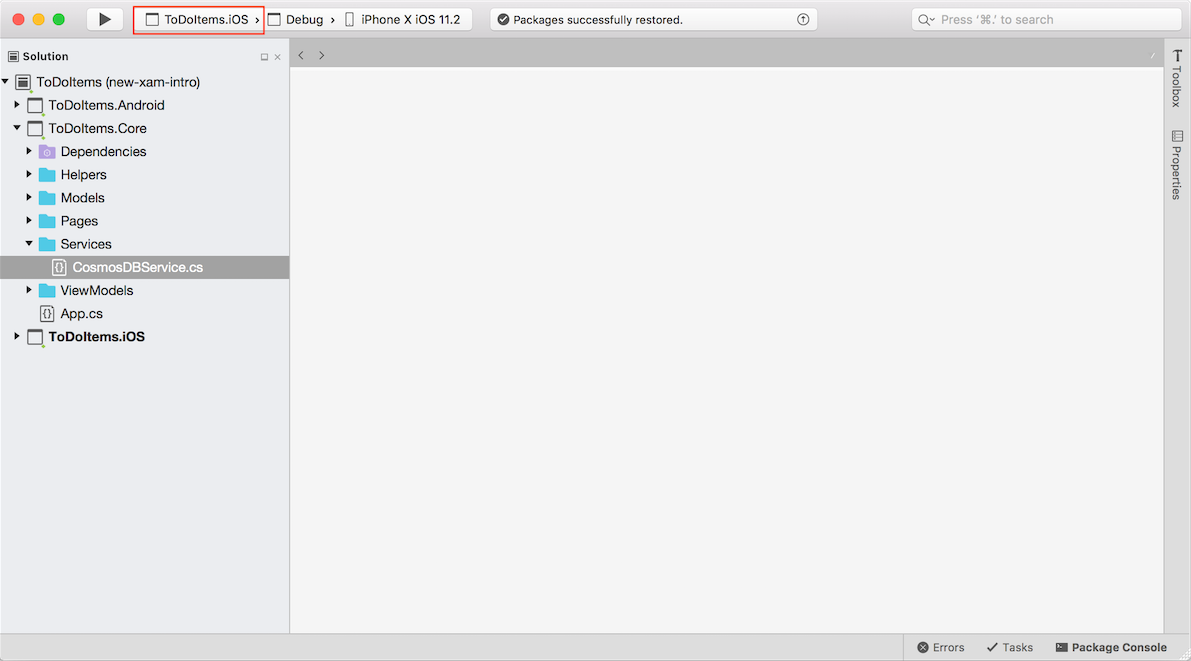 ToDoItems.iOS › Debug › iPhone X iOS 11.2
Packages successfully restored.
Press ‘⌘.’ to search
Solution
ToDoItems (new-xam-intro)
ToDoItems.Android
ToDoItems.Core
Dependencies
Helpers
Models
Pages
Services
CosmosDBService.cs
ViewModels
App.cs
ToDoItems.iOS
Toolbox
Properties
Errors
Tasks
Package Console